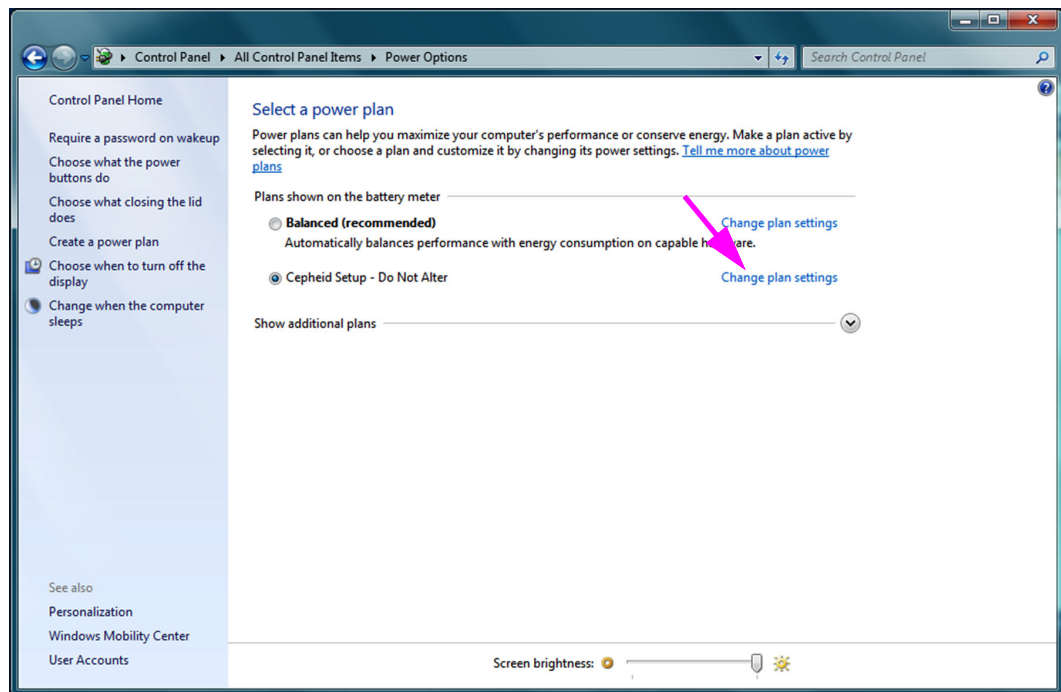 Control Panel ▸ All Control Panel Items ▸ Power Options
Search Control Panel
Control Panel Home
Require a password on wakeup
Choose what the power
buttons do
Choose what closing the lid
does
Create a power plan
Choose when to turn off the
display
Change when the computer
sleeps
See also
Personalization
Windows Mobility Center
User Accounts
Select a power plan
Power plans can help you maximize your computer's performance or conserve energy. Make a plan active by
selecting it, or choose a plan and customize it by changing its power settings. Tell me more about power
plans
Plans shown on the battery meter
Balanced (recommended) Change plan settings
Automatically balances performance with energy consumption on capable hardware.
Cepheid Setup - Do Not Alter Change plan settings
Show additional plans
Screen brightness: